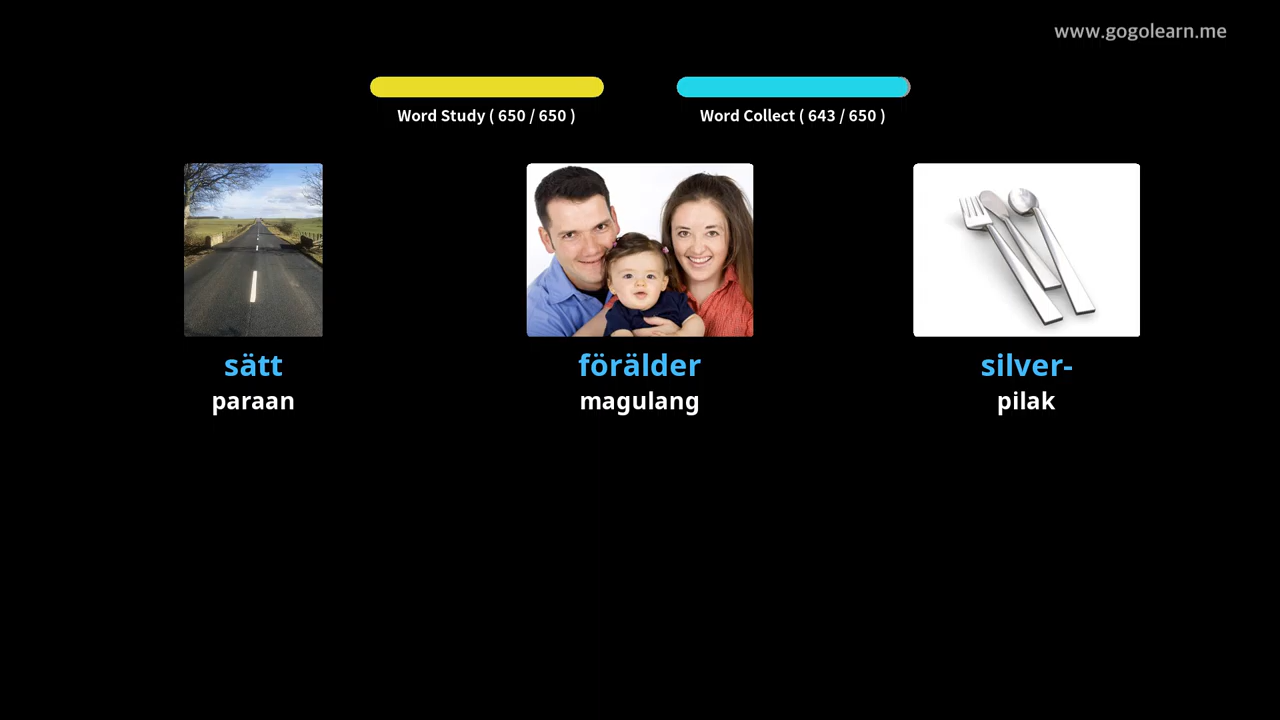 www.gogolearn.me
Word Study ( 650 / 650 )
Word Collect ( 643 / 650 )
sätt
paraan
förälder
magulang
silver-
pilak